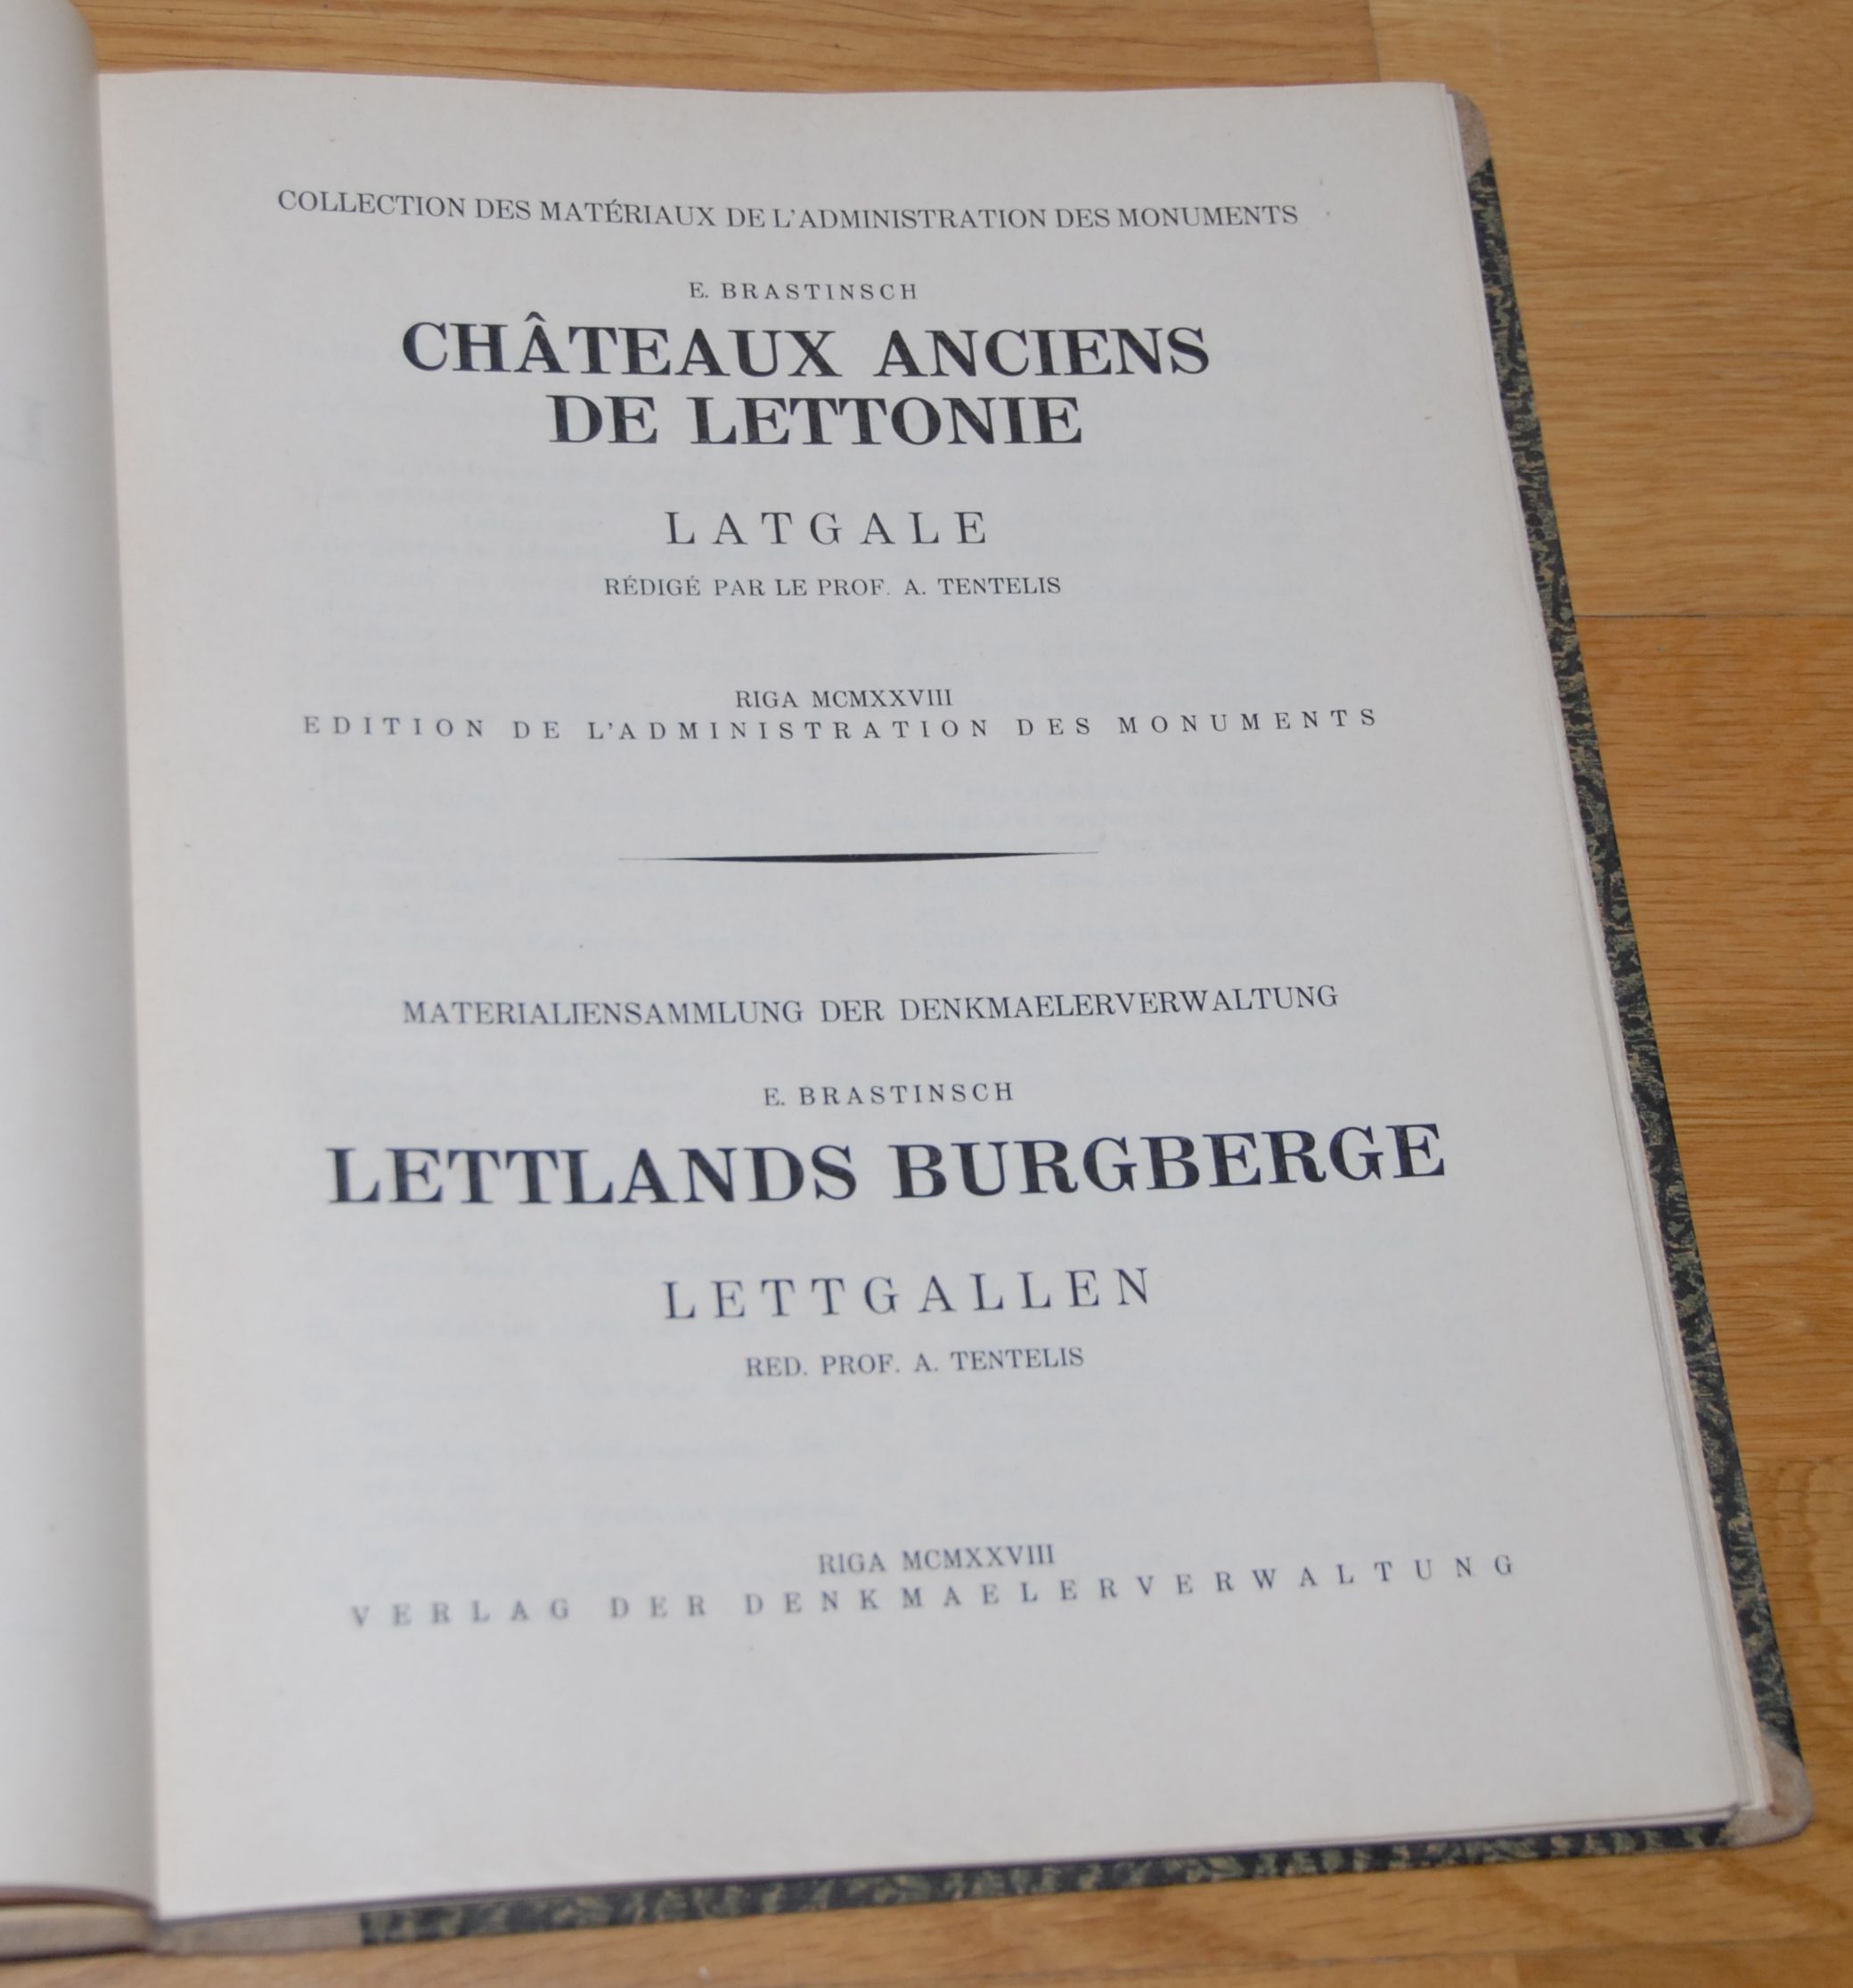 COLLECTION DES MATÉRIAUX DE L'ADMINISTRATION DES MONUMENTS
E. BRASTINSCH
CHÂTEAUX ANCIENS
DE LETTONIE
LATGALE
RÉDIGÉ PAR LE PROF. A. TENTELIS
RIGA MCMXXVIII
EDITION DE L'ADMINISTRATION DES MONUMENTS
MATERIALIENSAMMLUNG DER DENKMAELERVERWALTUNG
E. BRASTINSCH
LETTLANDS BURGBERGE
LETTGALLEN
RED. PROF. A. TENTELIS
RIGA MCMXXVIII
VERLAG DER DENKMAELERVERWALTUNG